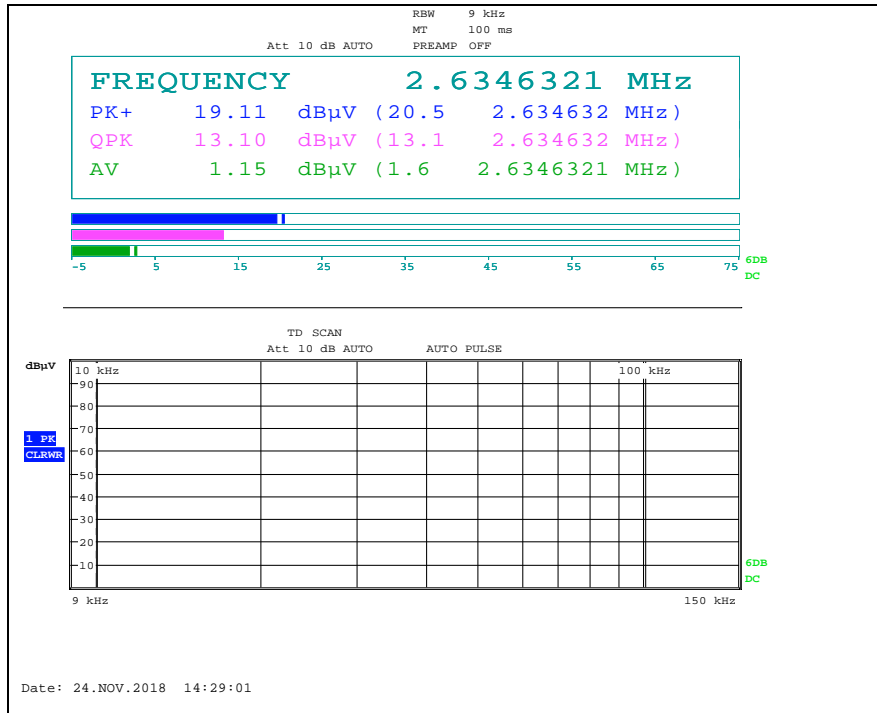 RBW 9 kHz
MT 100 ms
Att 10 dB AUTO PREAMP OFF
FREQUENCY 2.6346321 MHz
PK+ 19.11 dBµV (20.5 2.634632 MHz)
QPK 13.10 dBµV (13.1 2.634632 MHz)
AV 1.15 dBµV (1.6 2.6346321 MHz)
-5 5 15 25 35 45 55 65 75
6DB
DC
TD SCAN
Att 10 dB AUTO AUTO PULSE
dBµV
10 kHz 100 kHz
90
80
70
1 PK
CLRWR
60
50
40
30
20
10
6DB
DC
9 kHz 150 kHz
Date: 24.NOV.2018 14:29:01